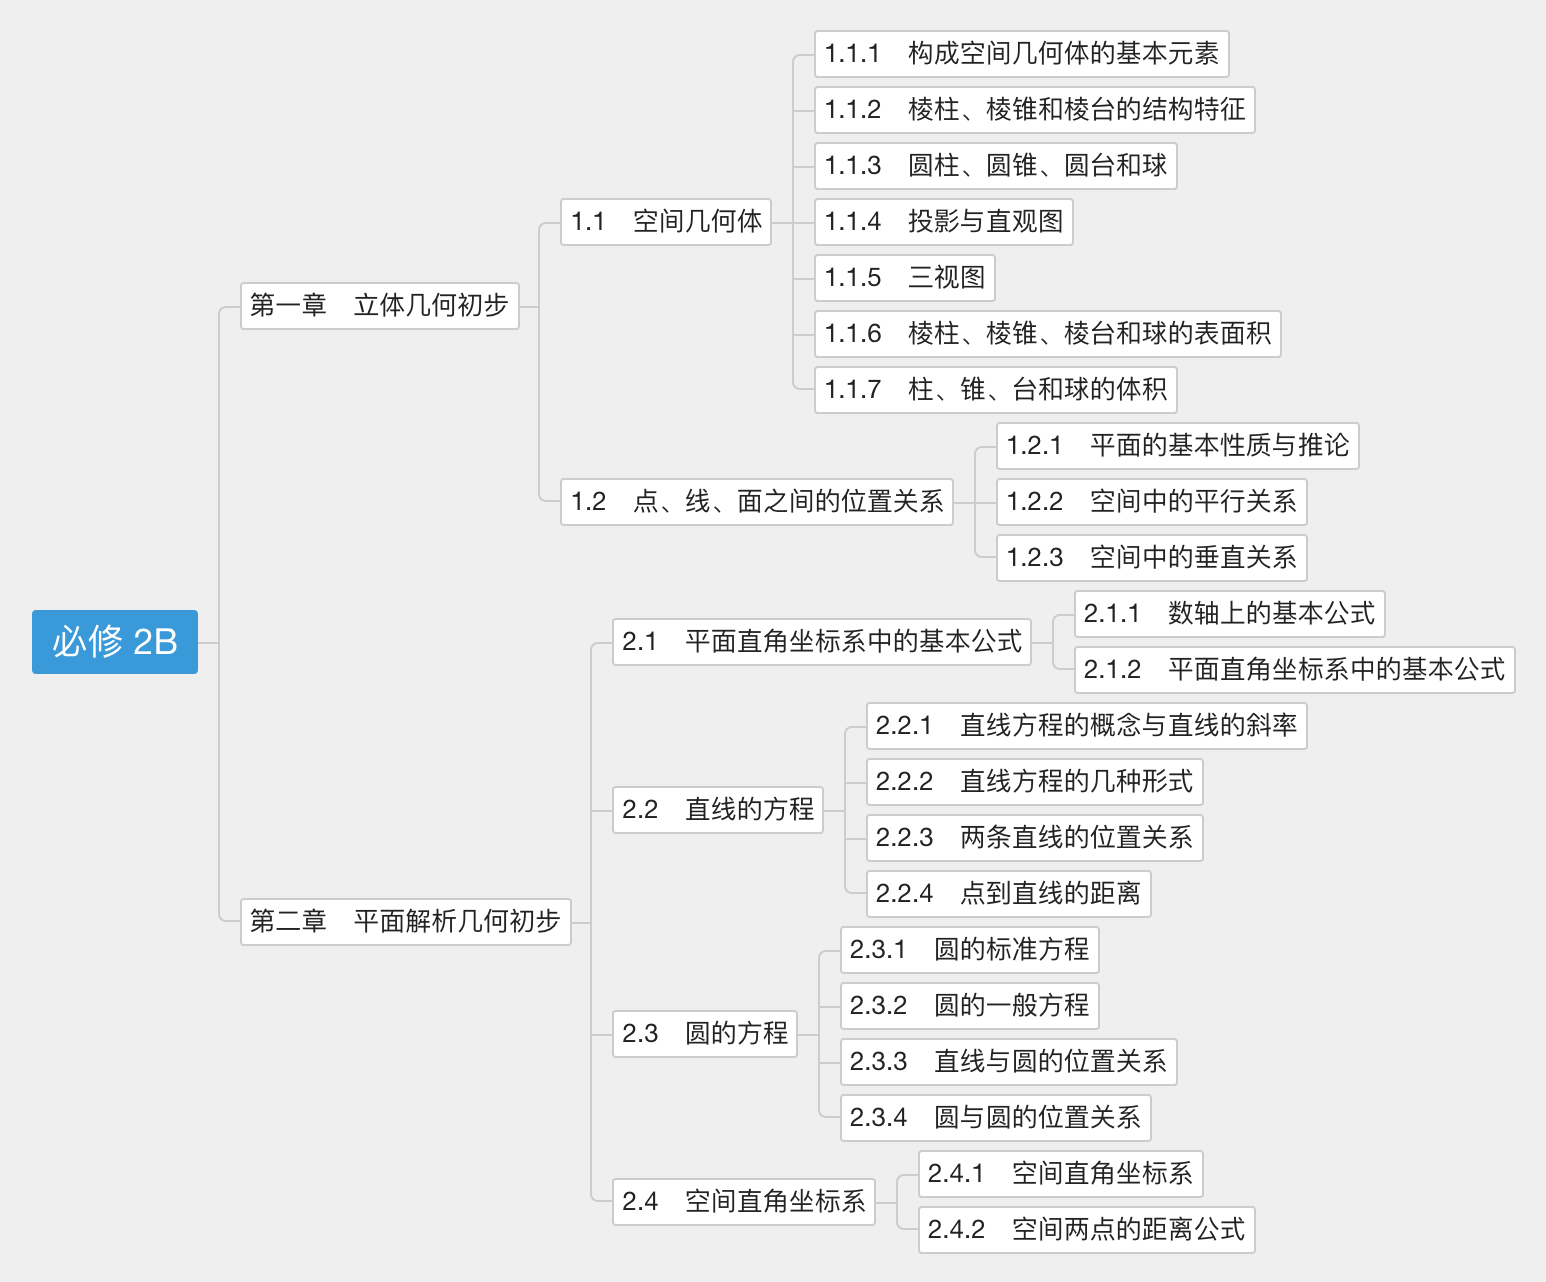 必修 2B
第一章　立体几何初步
1.1　空间几何体
1.1.1　构成空间几何体的基本元素
1.1.2　棱柱、棱锥和棱台的结构特征
1.1.3　圆柱、圆锥、圆台和球
1.1.4　投影与直观图
1.1.5　三视图
1.1.6　棱柱、棱锥、棱台和球的表面积
1.1.7　柱、锥、台和球的体积
1.2　点、线、面之间的位置关系
1.2.1　平面的基本性质与推论
1.2.2　空间中的平行关系
1.2.3　空间中的垂直关系
第二章　平面解析几何初步
2.1　平面直角坐标系中的基本公式
2.1.1　数轴上的基本公式
2.1.2　平面直角坐标系中的基本公式
2.2　直线的方程
2.2.1　直线方程的概念与直线的斜率
2.2.2　直线方程的几种形式
2.2.3　两条直线的位置关系
2.2.4　点到直线的距离
2.3　圆的方程
2.3.1　圆的标准方程
2.3.2　圆的一般方程
2.3.3　直线与圆的位置关系
2.3.4　圆与圆的位置关系
2.4　空间直角坐标系
2.4.1　空间直角坐标系
2.4.2　空间两点的距离公式